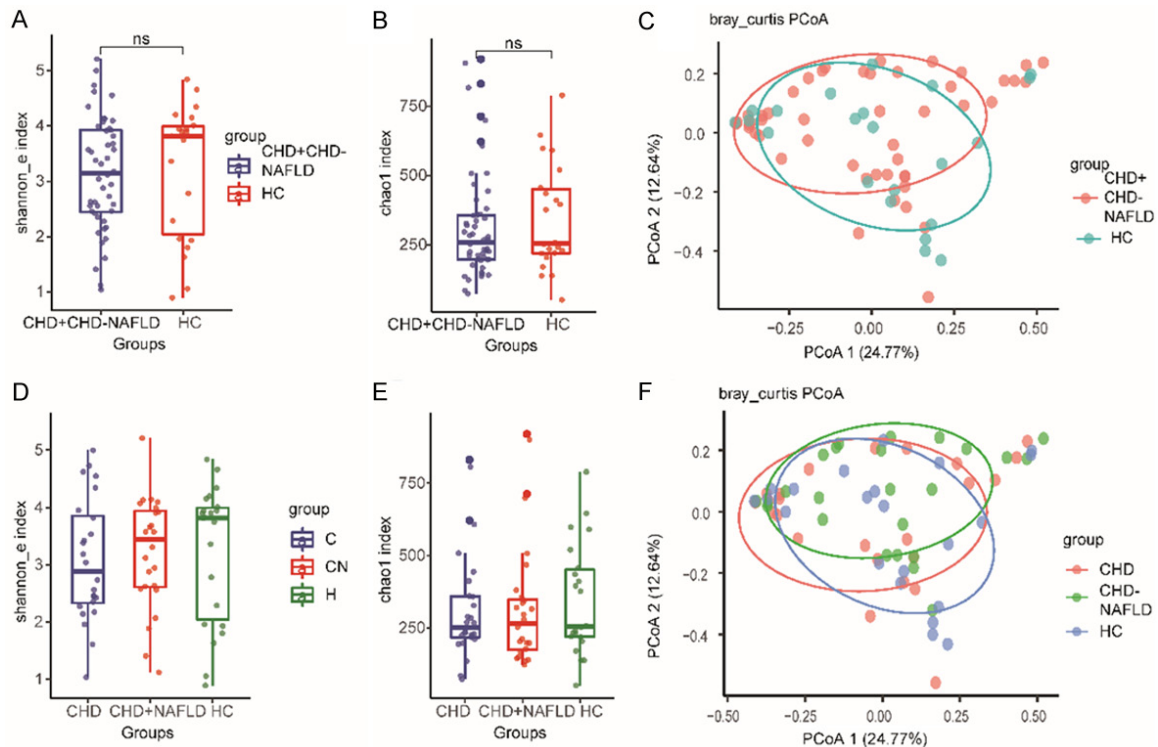 A
ns
5
4
3
2
1
shannon_e index
CHD+CHD-NAFLD HC
Groups
group
CHD+CHD-
NAFLD
HC
B
ns
750
500
250
chao1 index
CHD+CHD-NAFLD HC
Groups
C
bray_curtis PCoA
0.2
0.0
-0.2
-0.4
PCoA 2 (12.64%)
-0.25 0.00 0.25 0.50
PCoA 1 (24.77%)
group
CHD+
CHD-
NAFLD
HC
D
5
4
3
2
1
shannon_e index
CHD CHD+NAFLD HC
Groups
group
C
CN
H
E
750
500
250
chao1 index
CHD CHD+NAFLD HC
Groups
F
bray_curtis PCoA
0.2
0.0
-0.2
-0.4
PCoA 2 (12.64%)
-0.50 -0.25 0.00 0.25 0.50
PCoA 1 (24.77%)
group
CHD
CHD-
NAFLD
HC